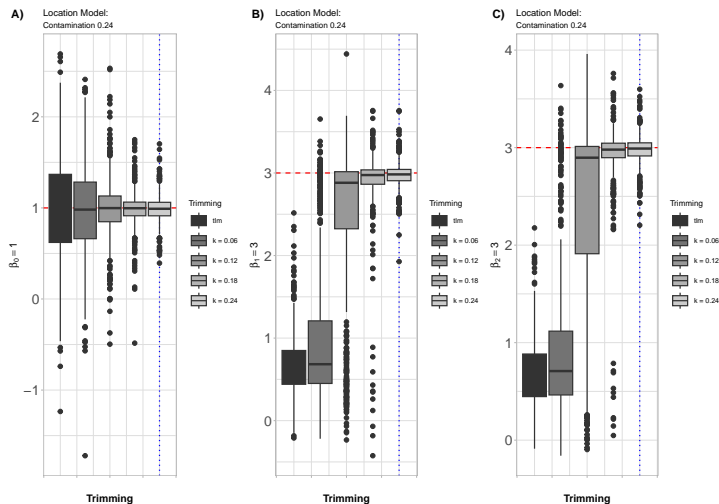 A)
Location Model:
Contamination 0.24
β₀ = 1
2
1
0
−1
Trimming
tlm
k = 0.06
k = 0.12
k = 0.18
k = 0.24
Trimming
B)
Location Model:
Contamination 0.24
β₁ = 3
4
3
2
1
0
Trimming
tlm
k = 0.06
k = 0.12
k = 0.18
k = 0.24
Trimming
C)
Location Model:
Contamination 0.24
β₂ = 3
4
3
2
1
0
Trimming
tlm
k = 0.06
k = 0.12
k = 0.18
k = 0.24
Trimming